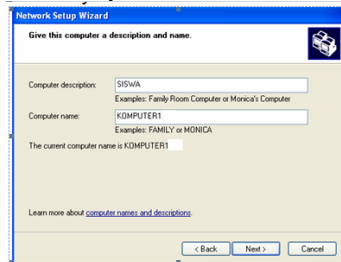 Network Setup Wizard
Give this computer a description and name.
Computer description: SISWA
Examples: Family Room Computer or Monica's Computer
Computer name: KOMPUTER1
Examples: FAMILY or MONICA
The current computer name is KOMPUTER1
Learn more about computer names and descriptions.
< Back Next > Cancel